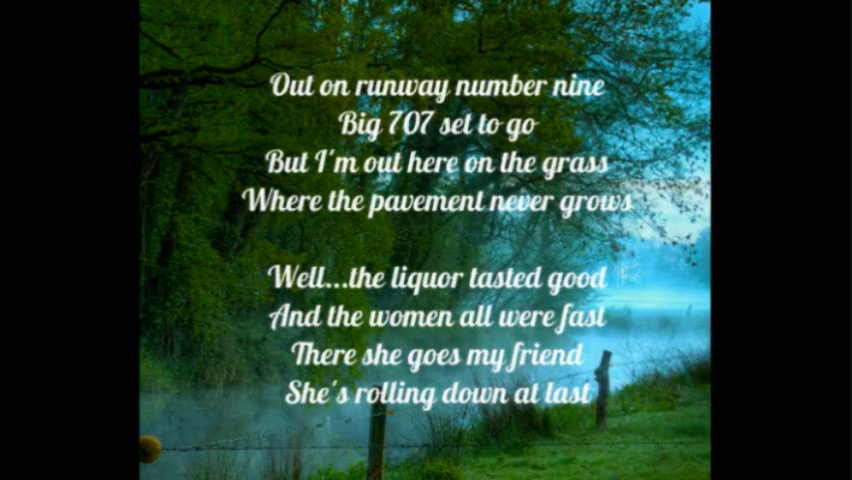 Out on runway number nine
Big 707 set to go
But I'm out here on the grass
Where the pavement never grows
Well...the liquor tasted good
And the women all were fast
There she goes my friend
She's rolling down at last